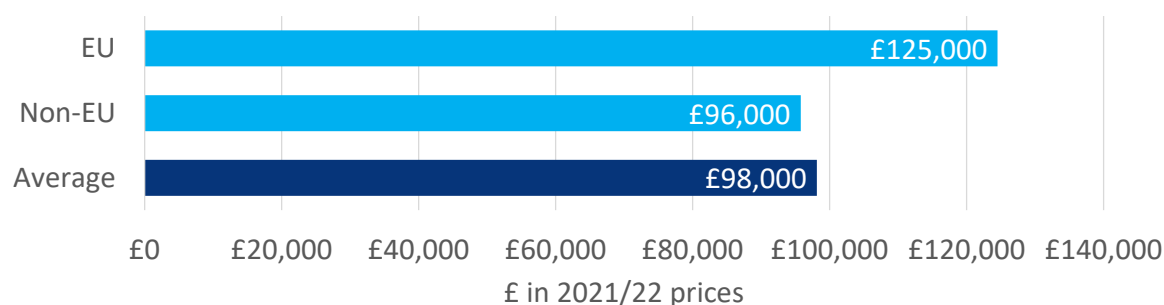 EU £125,000
Non-EU £96,000
Average £98,000
£0 £20,000 £40,000 £60,000 £80,000 £100,000 £120,000 £140,000
£ in 2021/22 prices